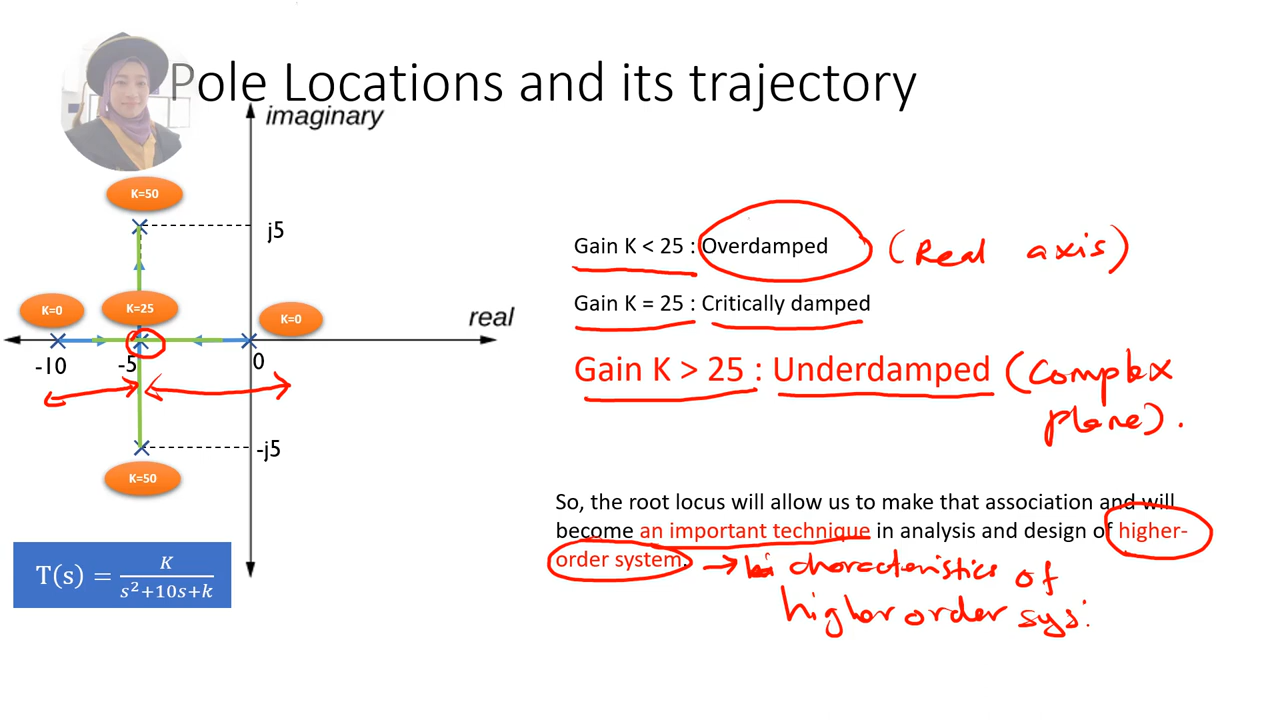 Pole Locations and its trajectory
imaginary
K=50
j5
Gain K < 25 : Overdamped (Real axis)
K=0
K=25
K=0
real
Gain K = 25 : Critically damped
-10
-5
0
Gain K > 25 : Underdamped (complex
plane).
-j5
K=50
So, the root locus will allow us to make that association and will
become an important technique in analysis and design of higher-
order system. → characteristics of
higher order sys:
T(s) = K / s²+10s+k